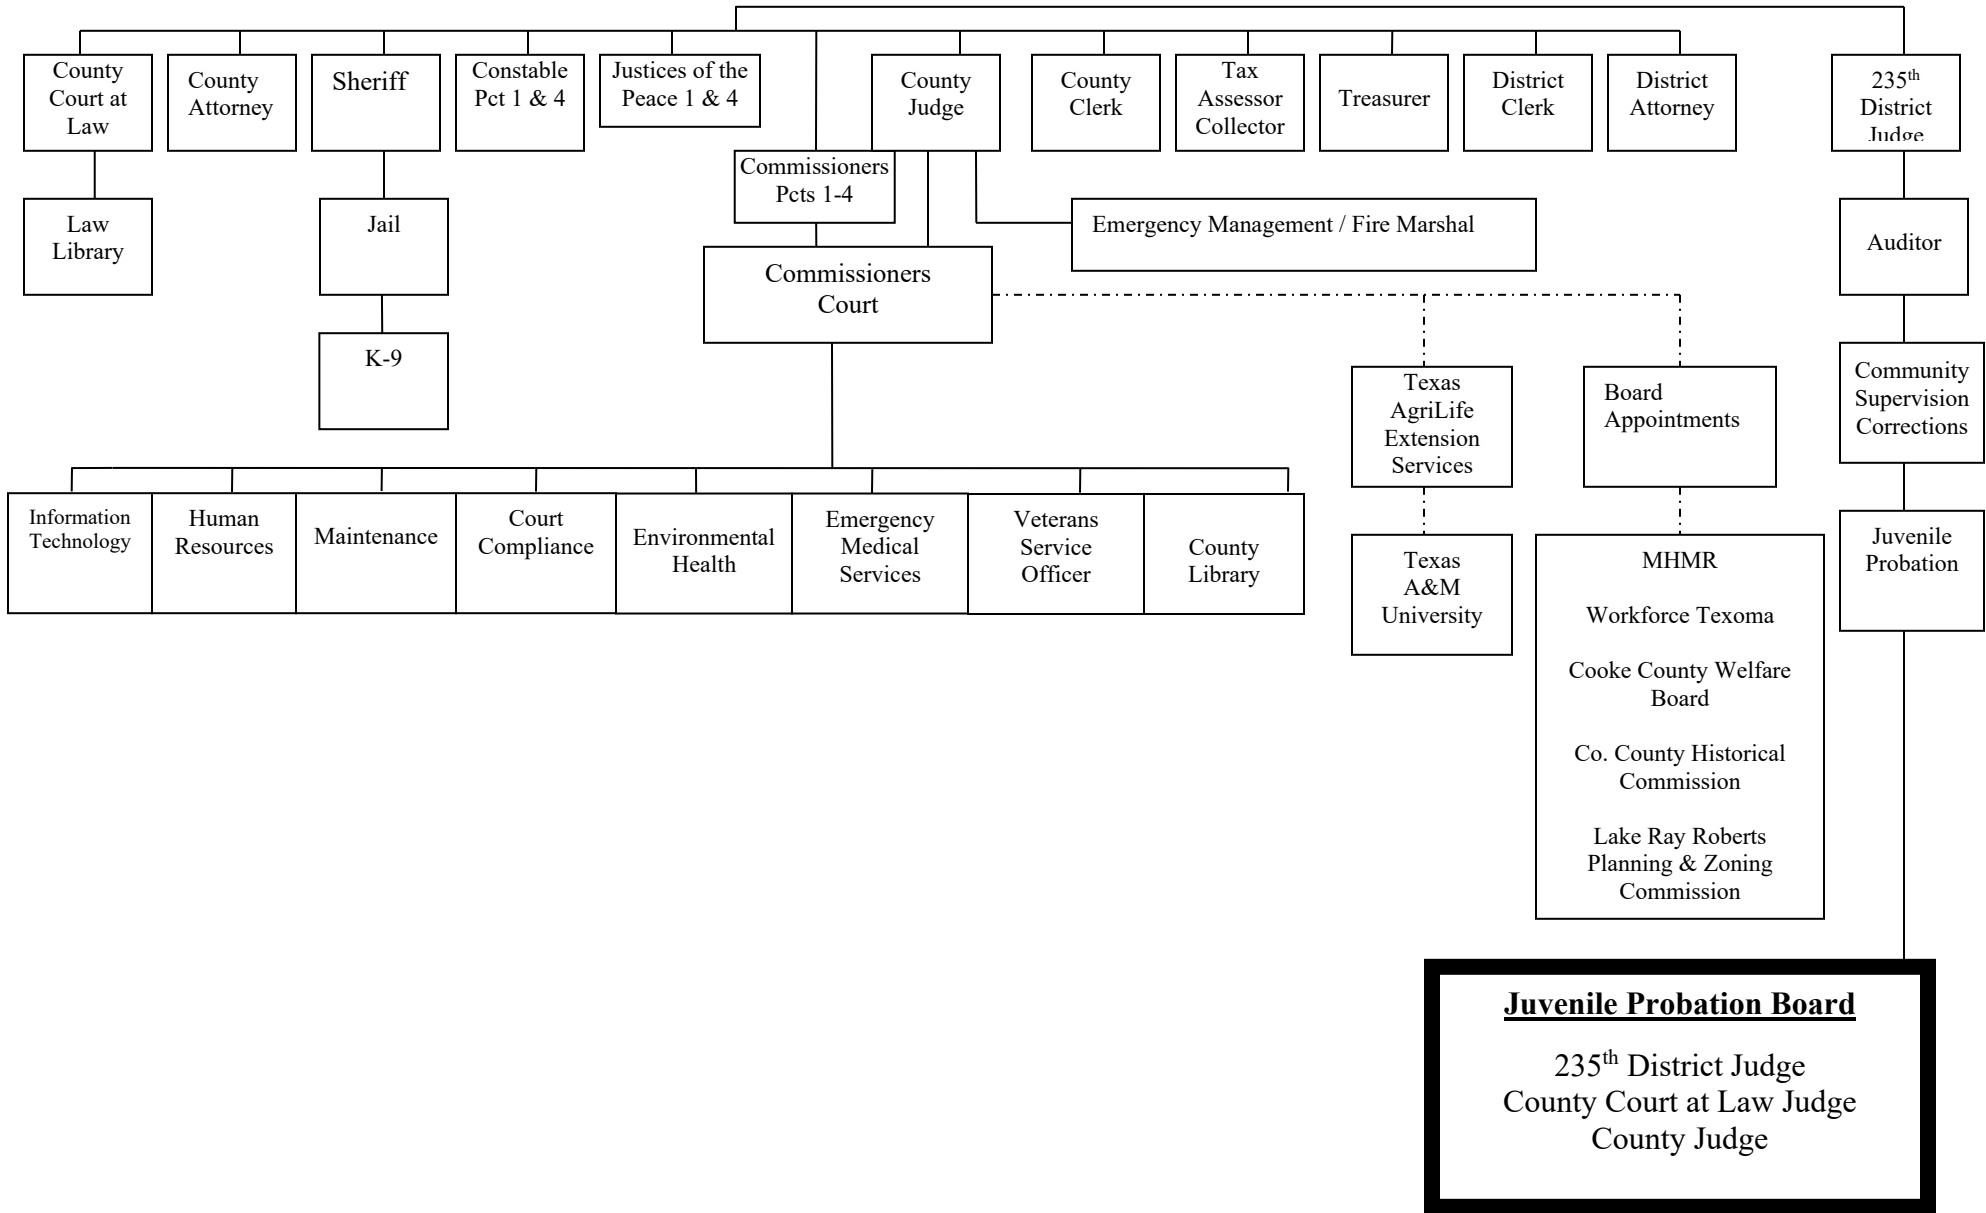 County
Court at
Law
County
Attorney
Sheriff
Constable
Pct 1 & 4
Justices of the
Peace 1 & 4
County
Judge
County
Clerk
Tax
Assessor
Collector
Treasurer
District
Clerk
District
Attorney
235th
District
Judge
Commissioners
Pcts 1-4
Law
Library
Jail
Emergency Management / Fire Marshal
Auditor
Commissioners
Court
K-9
Texas
AgriLife
Extension
Services
Board
Appointments
Community
Supervision
Corrections
Information
Technology
Human
Resources
Maintenance
Court
Compliance
Environmental
Health
Emergency
Medical
Services
Veterans
Service
Officer
County
Library
Texas
A&M
University
MHMR
Workforce Texoma
Cooke County Welfare
Board
Co. County Historical
Commission
Lake Ray Roberts
Planning & Zoning
Commission
Juvenile
Probation
Juvenile Probation Board
235th District Judge
County Court at Law Judge
County Judge